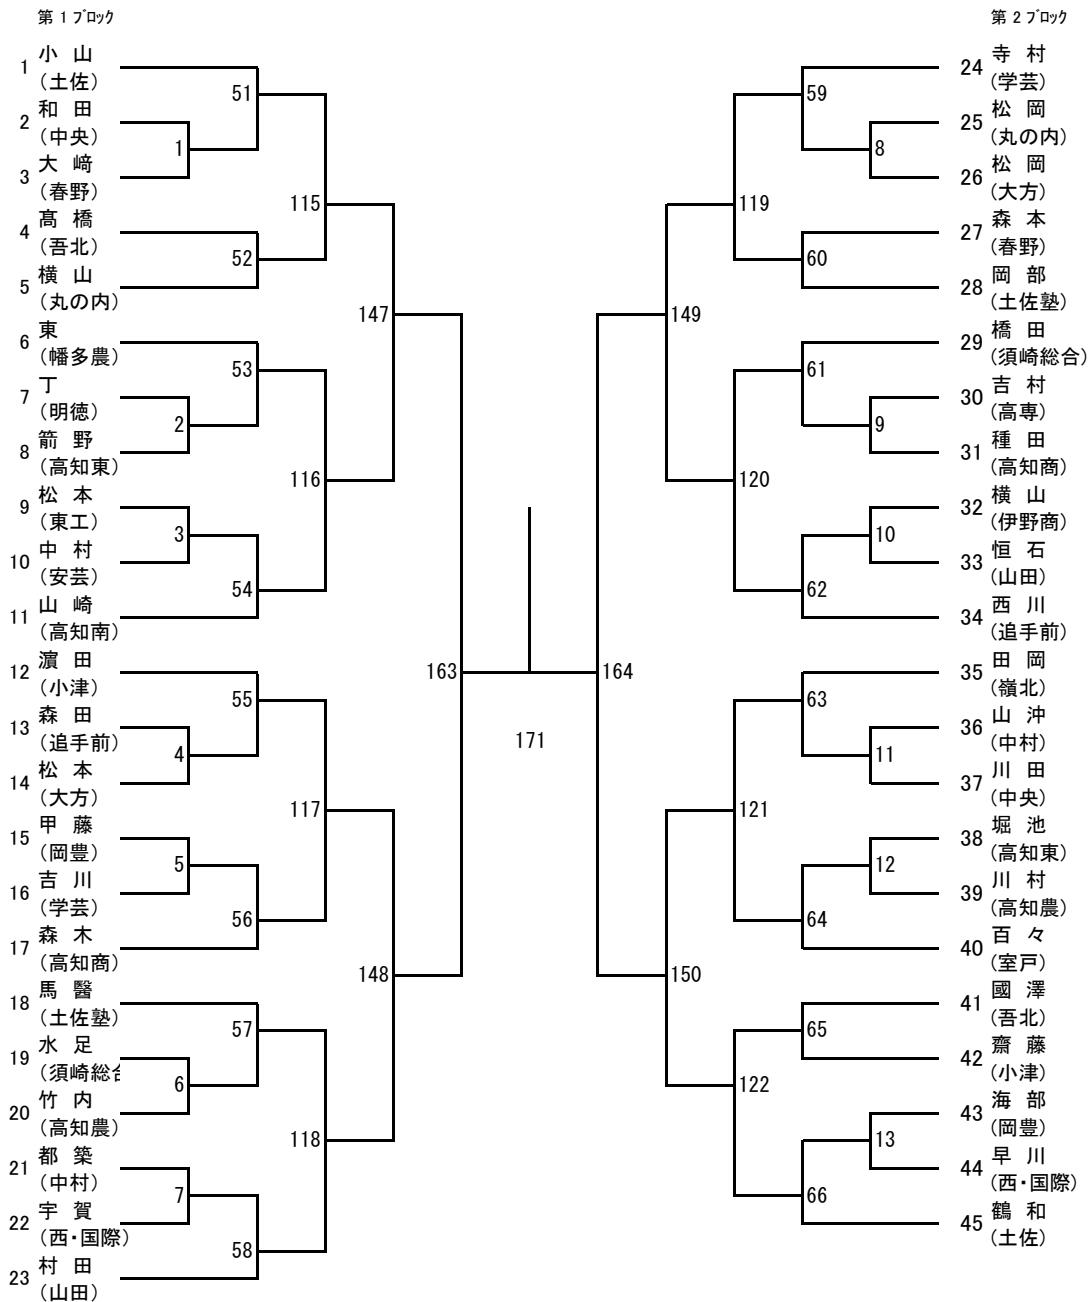 第１ブロック
1 小 山
(土佐)
51
2 和 田
(中央)
1
3 大 﨑
(春野)
115
4 髙 橋
(吾北)
52
5 横 山
(丸の内)
147
6 東
(幡多農)
53
7 丁
(明徳)
2
8 箭 野
(高知東)
116
9 松 本
(東工)
3
10 中 村
(安芸)
54
11 山 崎
(高知南)
163
12 濵 田
(小津)
55
13 森 田
(追手前)
4
14 松 本
(大方)
117
15 甲 藤
(岡豊)
5
16 吉 川
(学芸)
56
17 森 木
(高知商)
148
18 馬 醫
(土佐塾)
57
19 水 足
(須崎総合
6
20 竹 内
(高知農)
118
21 都 築
(中村)
7
22 宇 賀
(西・国際)
58
23 村 田
(山田)
171
第２ブロック
24 寺 村
(学芸)
59
25 松 岡
(丸の内)
8
26 松 岡
(大方)
119
27 森 本
(春野)
60
28 岡 部
(土佐塾)
149
29 橋 田
(須崎総合)
61
30 吉 村
(高専)
9
31 種 田
(高知商)
120
32 横 山
(伊野商)
10
33 恒 石
(山田)
62
34 西 川
(追手前)
164
35 田 岡
(嶺北)
63
36 山 沖
(中村)
11
37 川 田
(中央)
121
38 堀 池
(高知東)
12
39 川 村
(高知農)
64
40 百 々
(室戸)
150
41 國 澤
(吾北)
65
42 齋 藤
(小津)
122
43 海 部
(岡豊)
13
44 早 川
(西・国際)
66
45 鶴 和
(土佐)